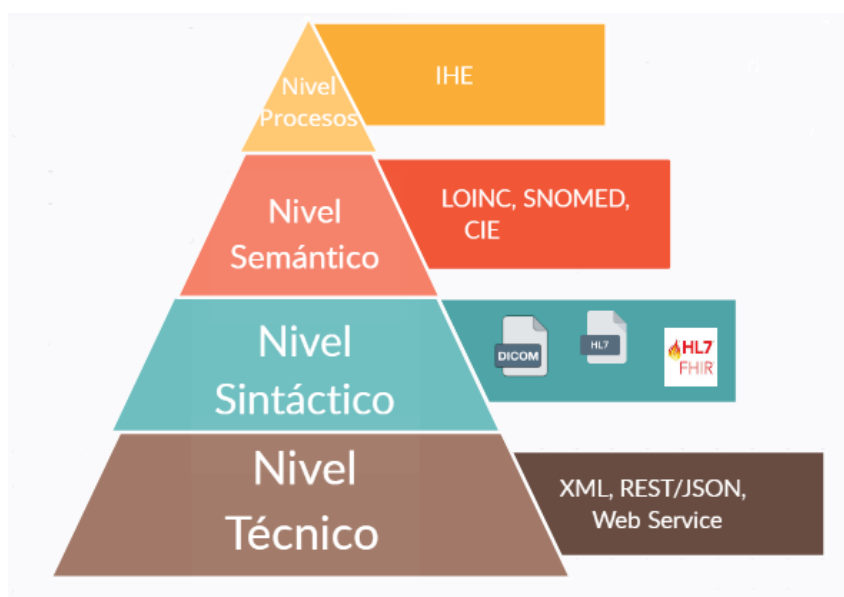 Nivel
Procesos
IHE
Nivel
Semántico
LOINC, SNOMED,
CIE
Nivel
Sintáctico
DICOM
HL7
HL7
FHIR
Nivel
Técnico
XML, REST/JSON,
Web Service